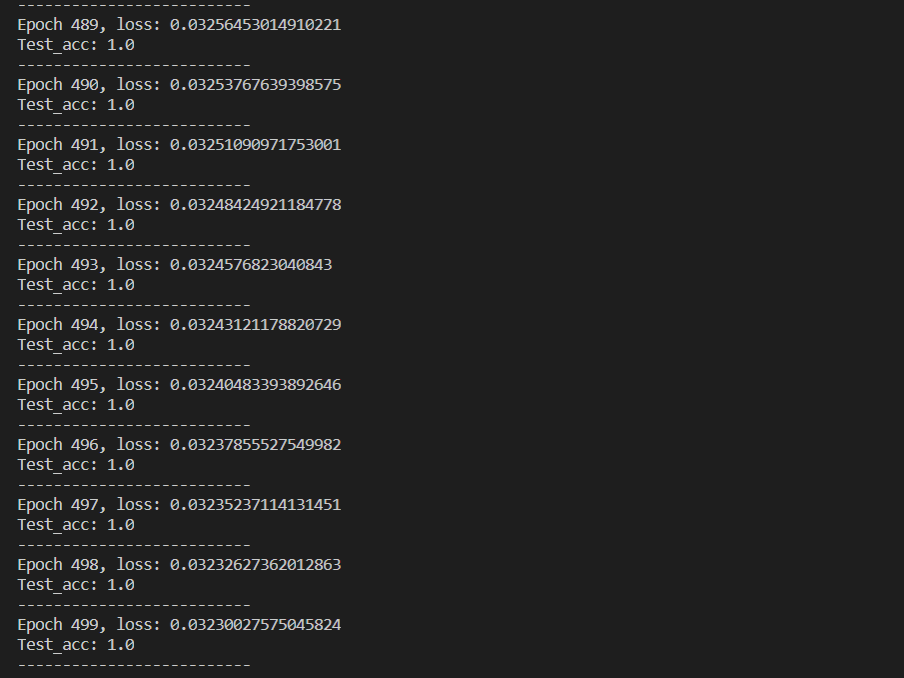 --------------------------
Epoch 489, loss: 0.03256453014910221
Test_acc: 1.0
--------------------------
Epoch 490, loss: 0.03253767639398575
Test_acc: 1.0
--------------------------
Epoch 491, loss: 0.03251090971753001
Test_acc: 1.0
--------------------------
Epoch 492, loss: 0.03248424921184778
Test_acc: 1.0
--------------------------
Epoch 493, loss: 0.0324576823040843
Test_acc: 1.0
--------------------------
Epoch 494, loss: 0.03243121178820729
Test_acc: 1.0
--------------------------
Epoch 495, loss: 0.03240483393892646
Test_acc: 1.0
--------------------------
Epoch 496, loss: 0.03237855527549982
Test_acc: 1.0
--------------------------
Epoch 497, loss: 0.03235237114131451
Test_acc: 1.0
--------------------------
Epoch 498, loss: 0.03232627362012863
Test_acc: 1.0
--------------------------
Epoch 499, loss: 0.03230027575045824
Test_acc: 1.0
--------------------------